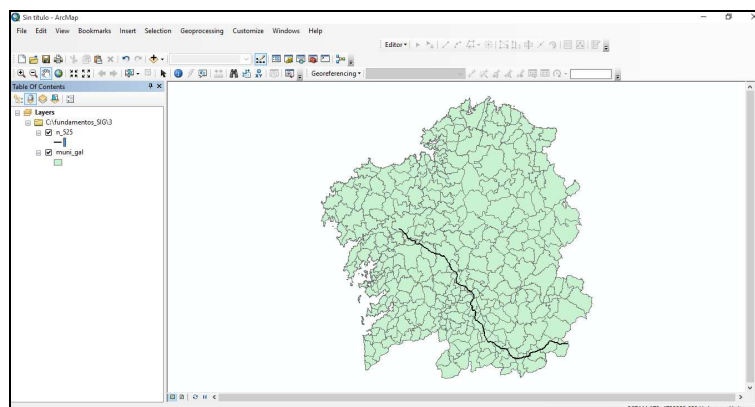 Sin título - ArcMap
File Edit View Bookmarks Insert Selection Geoprocessing Customize Windows Help
Editor
Georeferencing
Table Of Contents
Layers
C:\fundamentos_SIG\3
n_525
muni_gal